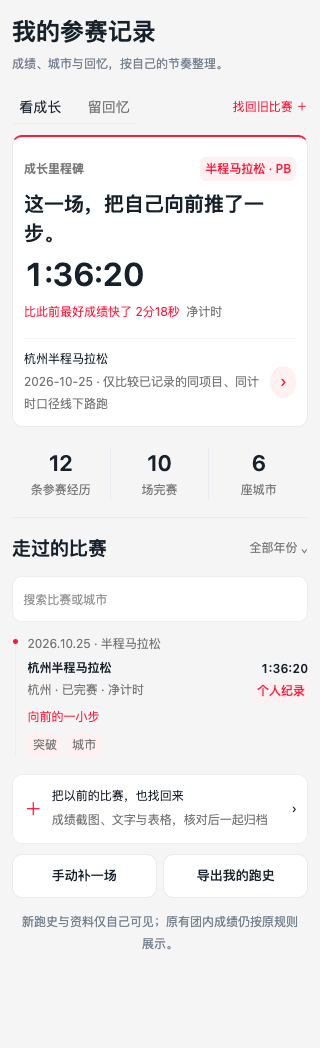 我的参赛记录
成绩、城市与回忆，按自己的节奏整理。
看成长 留回忆 找回旧比赛 ＋
成长里程碑 半程马拉松 · PB
这一场，把自己向前推了一
步。
1:36:20
比此前最好成绩快了 2分18秒 净计时
杭州半程马拉松
2026-10-25 · 仅比较已记录的同项目、同计
时口径线下路跑
›
12 10 6
条参赛经历 场完赛 座城市
走过的比赛 全部年份 ⌄
搜索比赛或城市
2026.10.25 · 半程马拉松
杭州半程马拉松 1:36:20
杭州 · 已完赛 · 净计时 个人纪录
向前的一小步
突破 城市
＋ 把以前的比赛，也找回来 ›
成绩截图、文字与表格，核对后一起归档
手动补一场 导出我的跑史
新跑史与资料仅自己可见；原有团内成绩仍按原规则
展示。